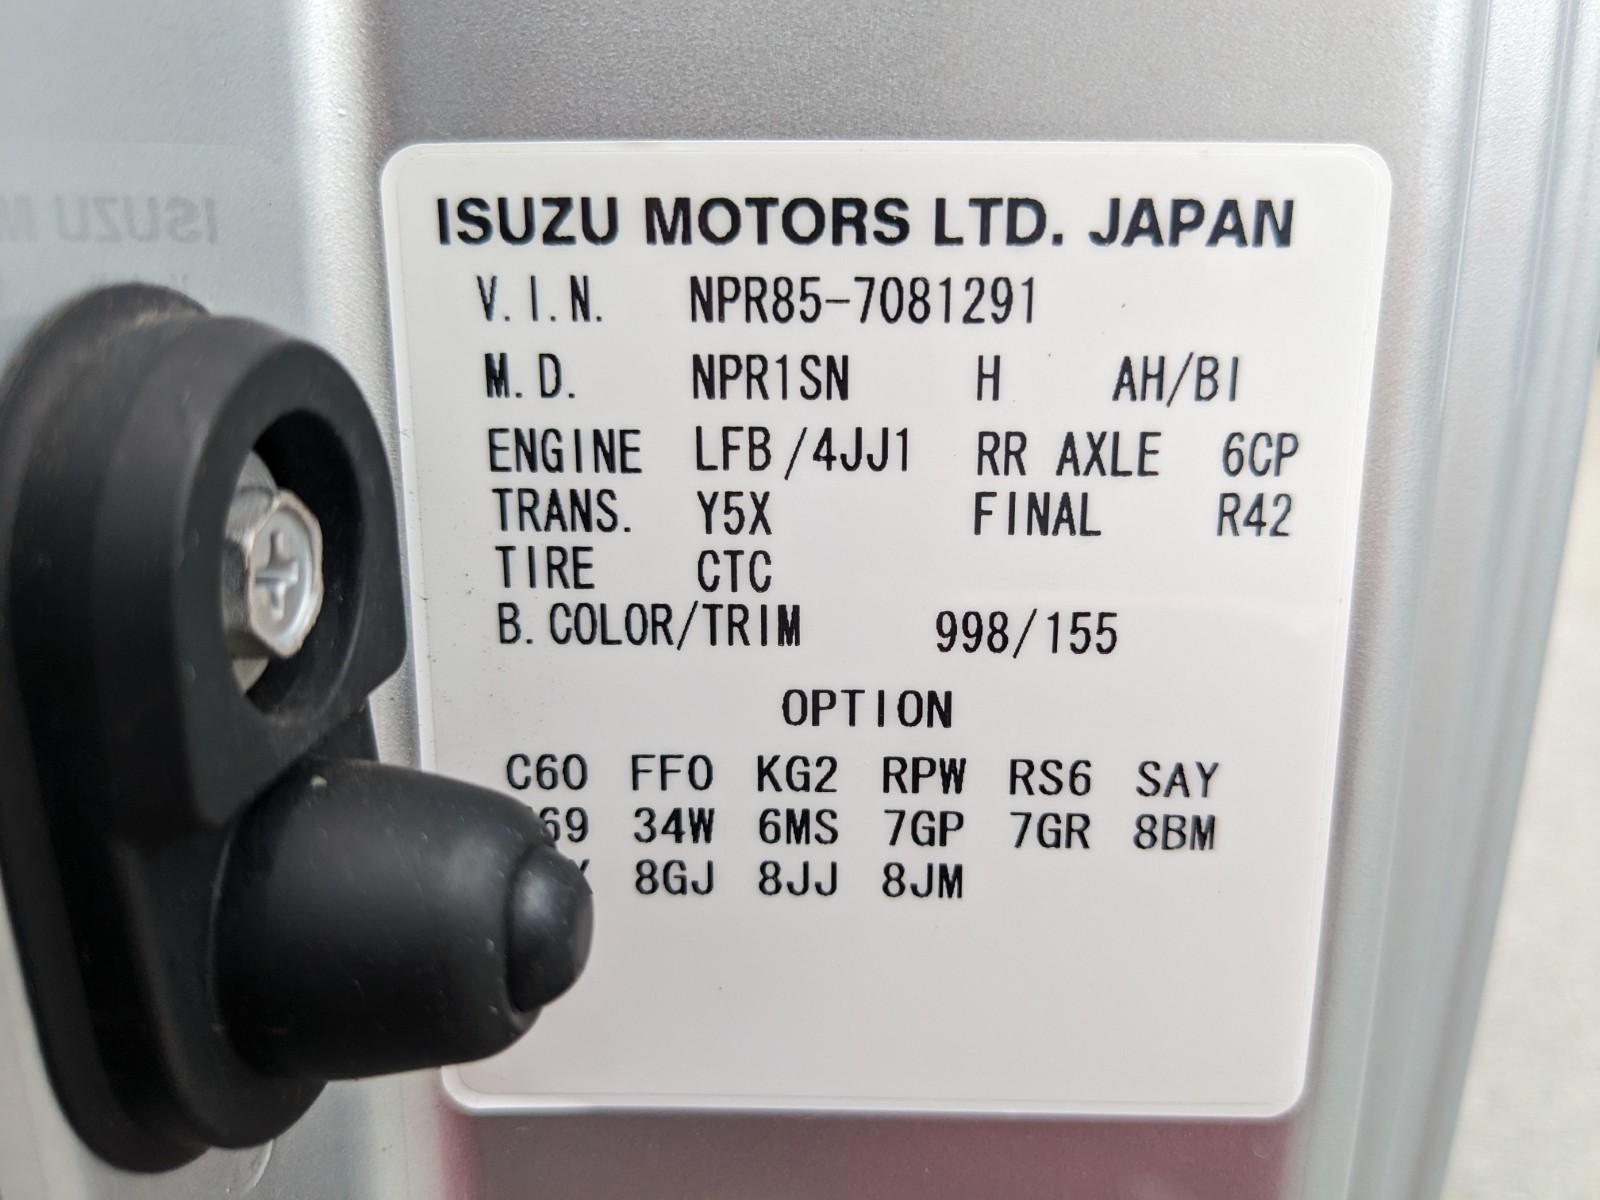 ISUZU MOTORS LTD. JAPAN
V.I.N. NPR85-7081291
M.D. NPR1SN H AH/BI
ENGINE LFB/4JJ1 RR AXLE 6CP
TRANS. Y5X FINAL R42
TIRE CTC
B.COLOR/TRIM 998/155
OPTION
C60 FF0 KG2 RPW RS6 SAY
34W 6MS 7GP 7GR 8BM
8GJ 8JJ 8JM